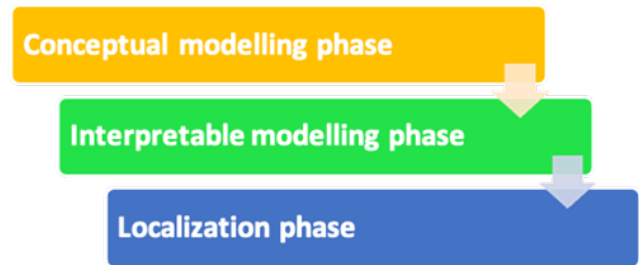 Conceptual modelling phase
Interpretable modelling phase
Localization phase